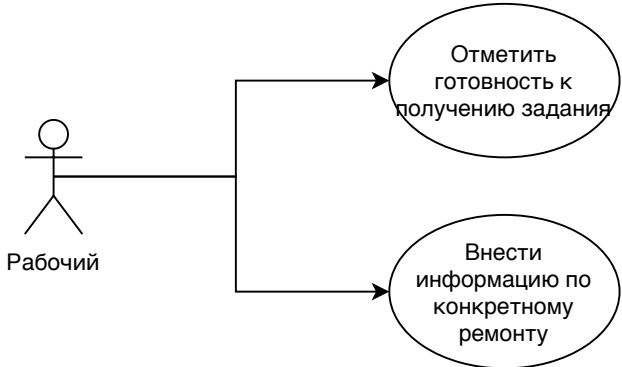 Отметить
готовность к
получению задания
Рабочий
Внести
информацию по
конкретному
ремонту